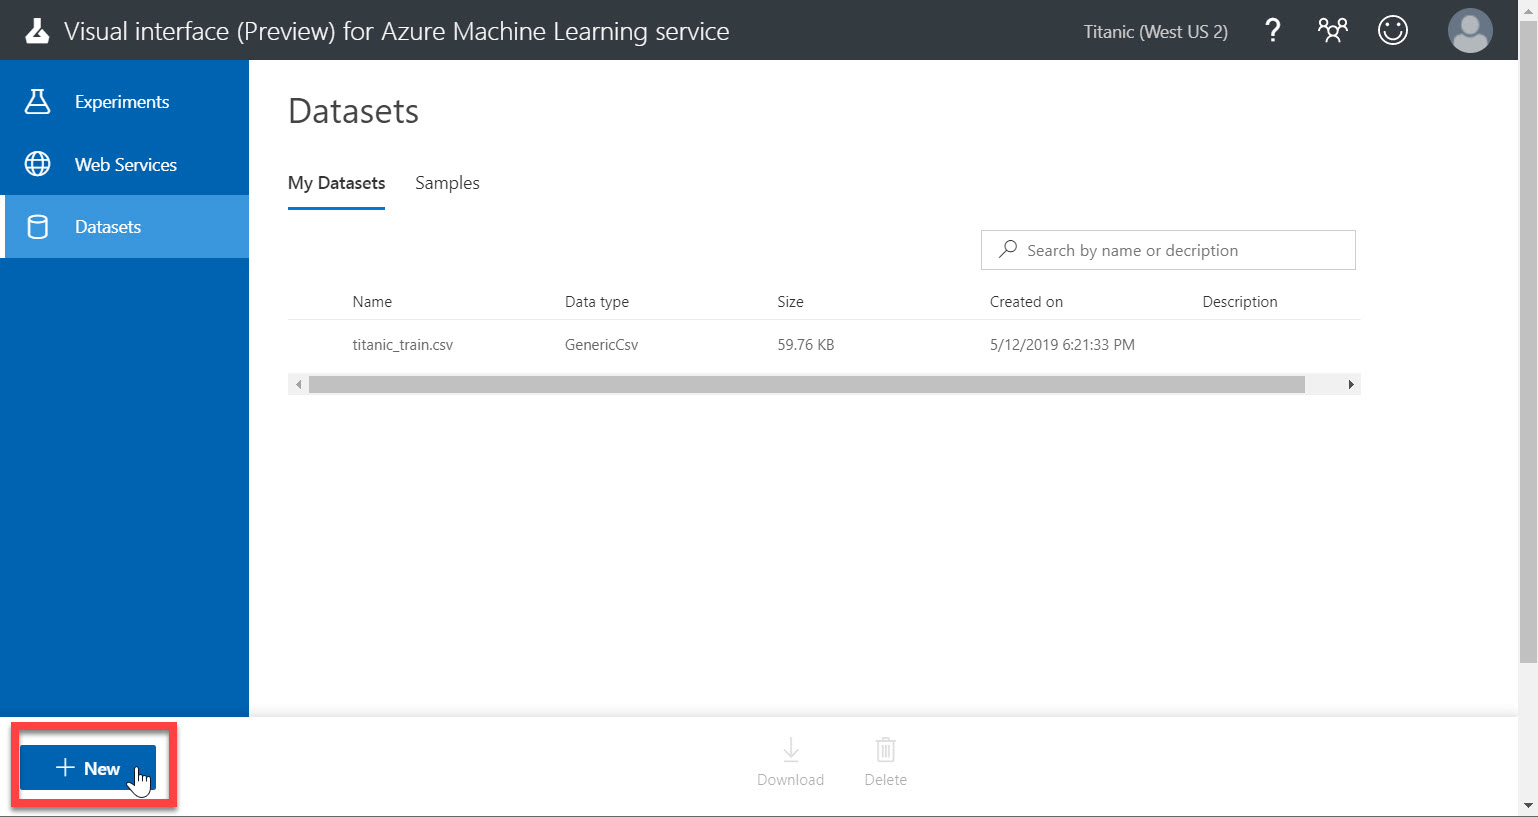 Visual interface (Preview) for Azure Machine Learning service
Titanic (West US 2)
?
Experiments
Web Services
Datasets
Datasets
My Datasets Samples
Search by name or decription
Name Data type Size Created on Description
titanic_train.csv GenericCsv 59.76 KB 5/12/2019 6:21:33 PM
+ New
Download Delete